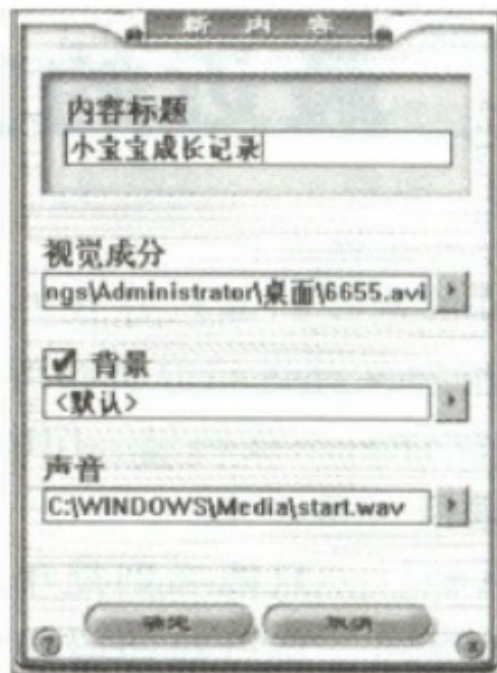 新内容
内容标题
小宝宝成长记录
视觉成分
ngs\Administrator\桌面\6655.avi
背景
<默认>
声音
C:\WINDOWS\Media\start.wav
确定
取消
?